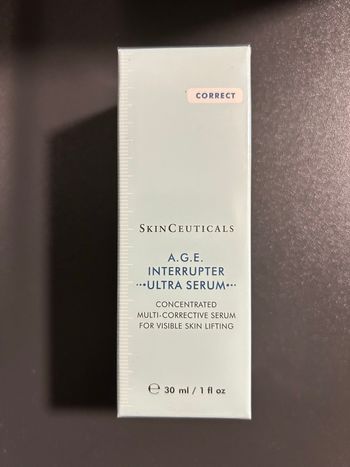 CORRECT
SKINCEUTICALS
A.G.E.
INTERRUPTER
···•ULTRA SERUM•···
CONCENTRATED
MULTI-CORRECTIVE SERUM
FOR VISIBLE SKIN LIFTING
℮ 30 ml / 1 fl oz